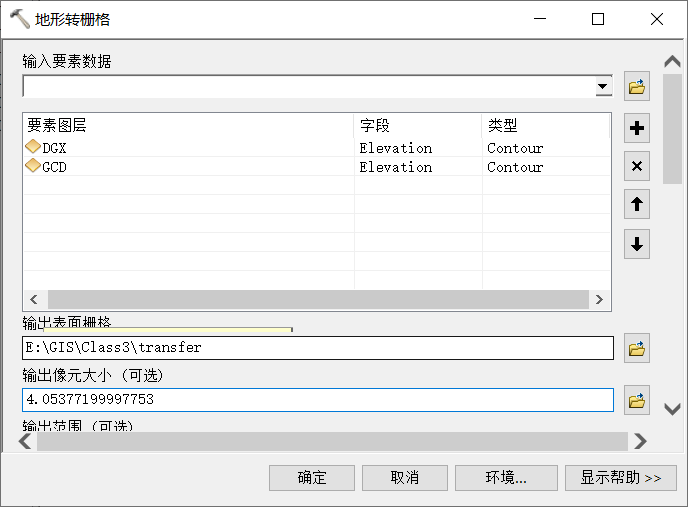 地形转栅格
输入要素数据
要素图层 字段 类型
DGX Elevation Contour
GCD Elevation Contour
输出表面栅格
E:\GIS\Class3\transfer
输出像元大小 (可选)
4.05377199997753
输出范围 (可选)
确定 取消 环境... 显示帮助 >>